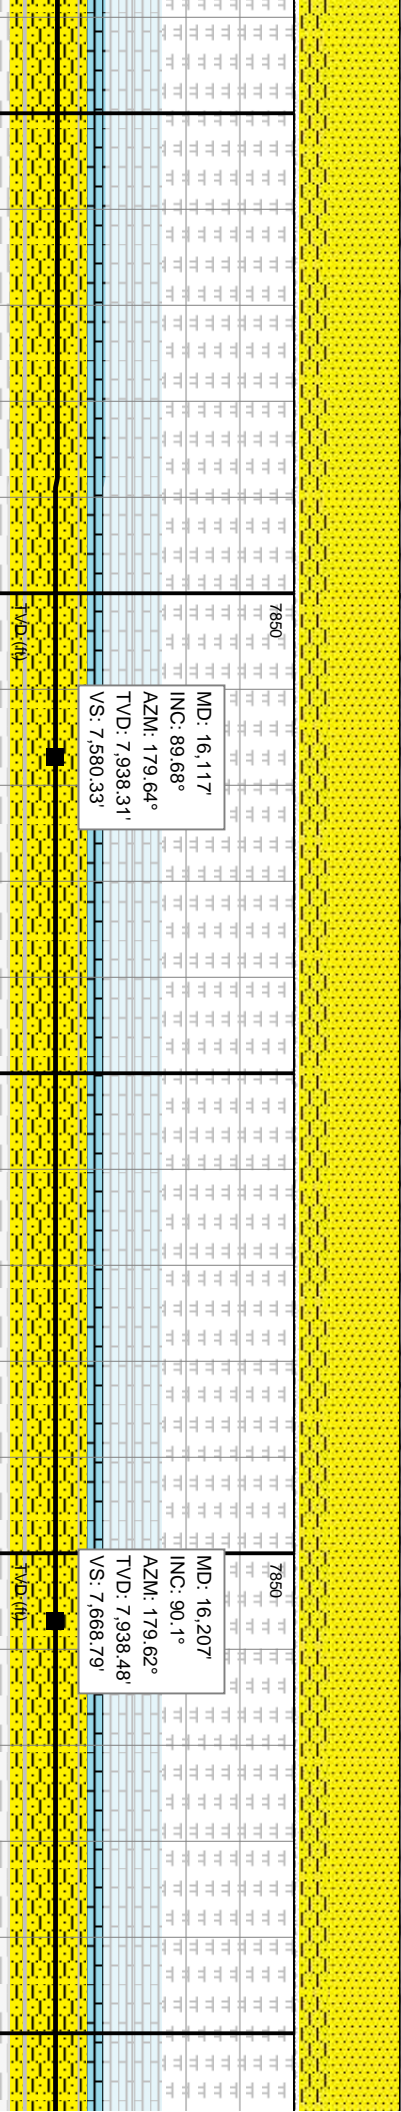 7850
TVD: (ft)
MD: 16,117'
INC: 89.68°
AZM: 179.64°
TVD: 7,938.31'
VS: 7,580.33'
7850
TVD: (ft)
MD: 16,207'
INC: 90.1°
AZM: 179.62°
TVD: 7,938.48'
VS: 7,668.79'